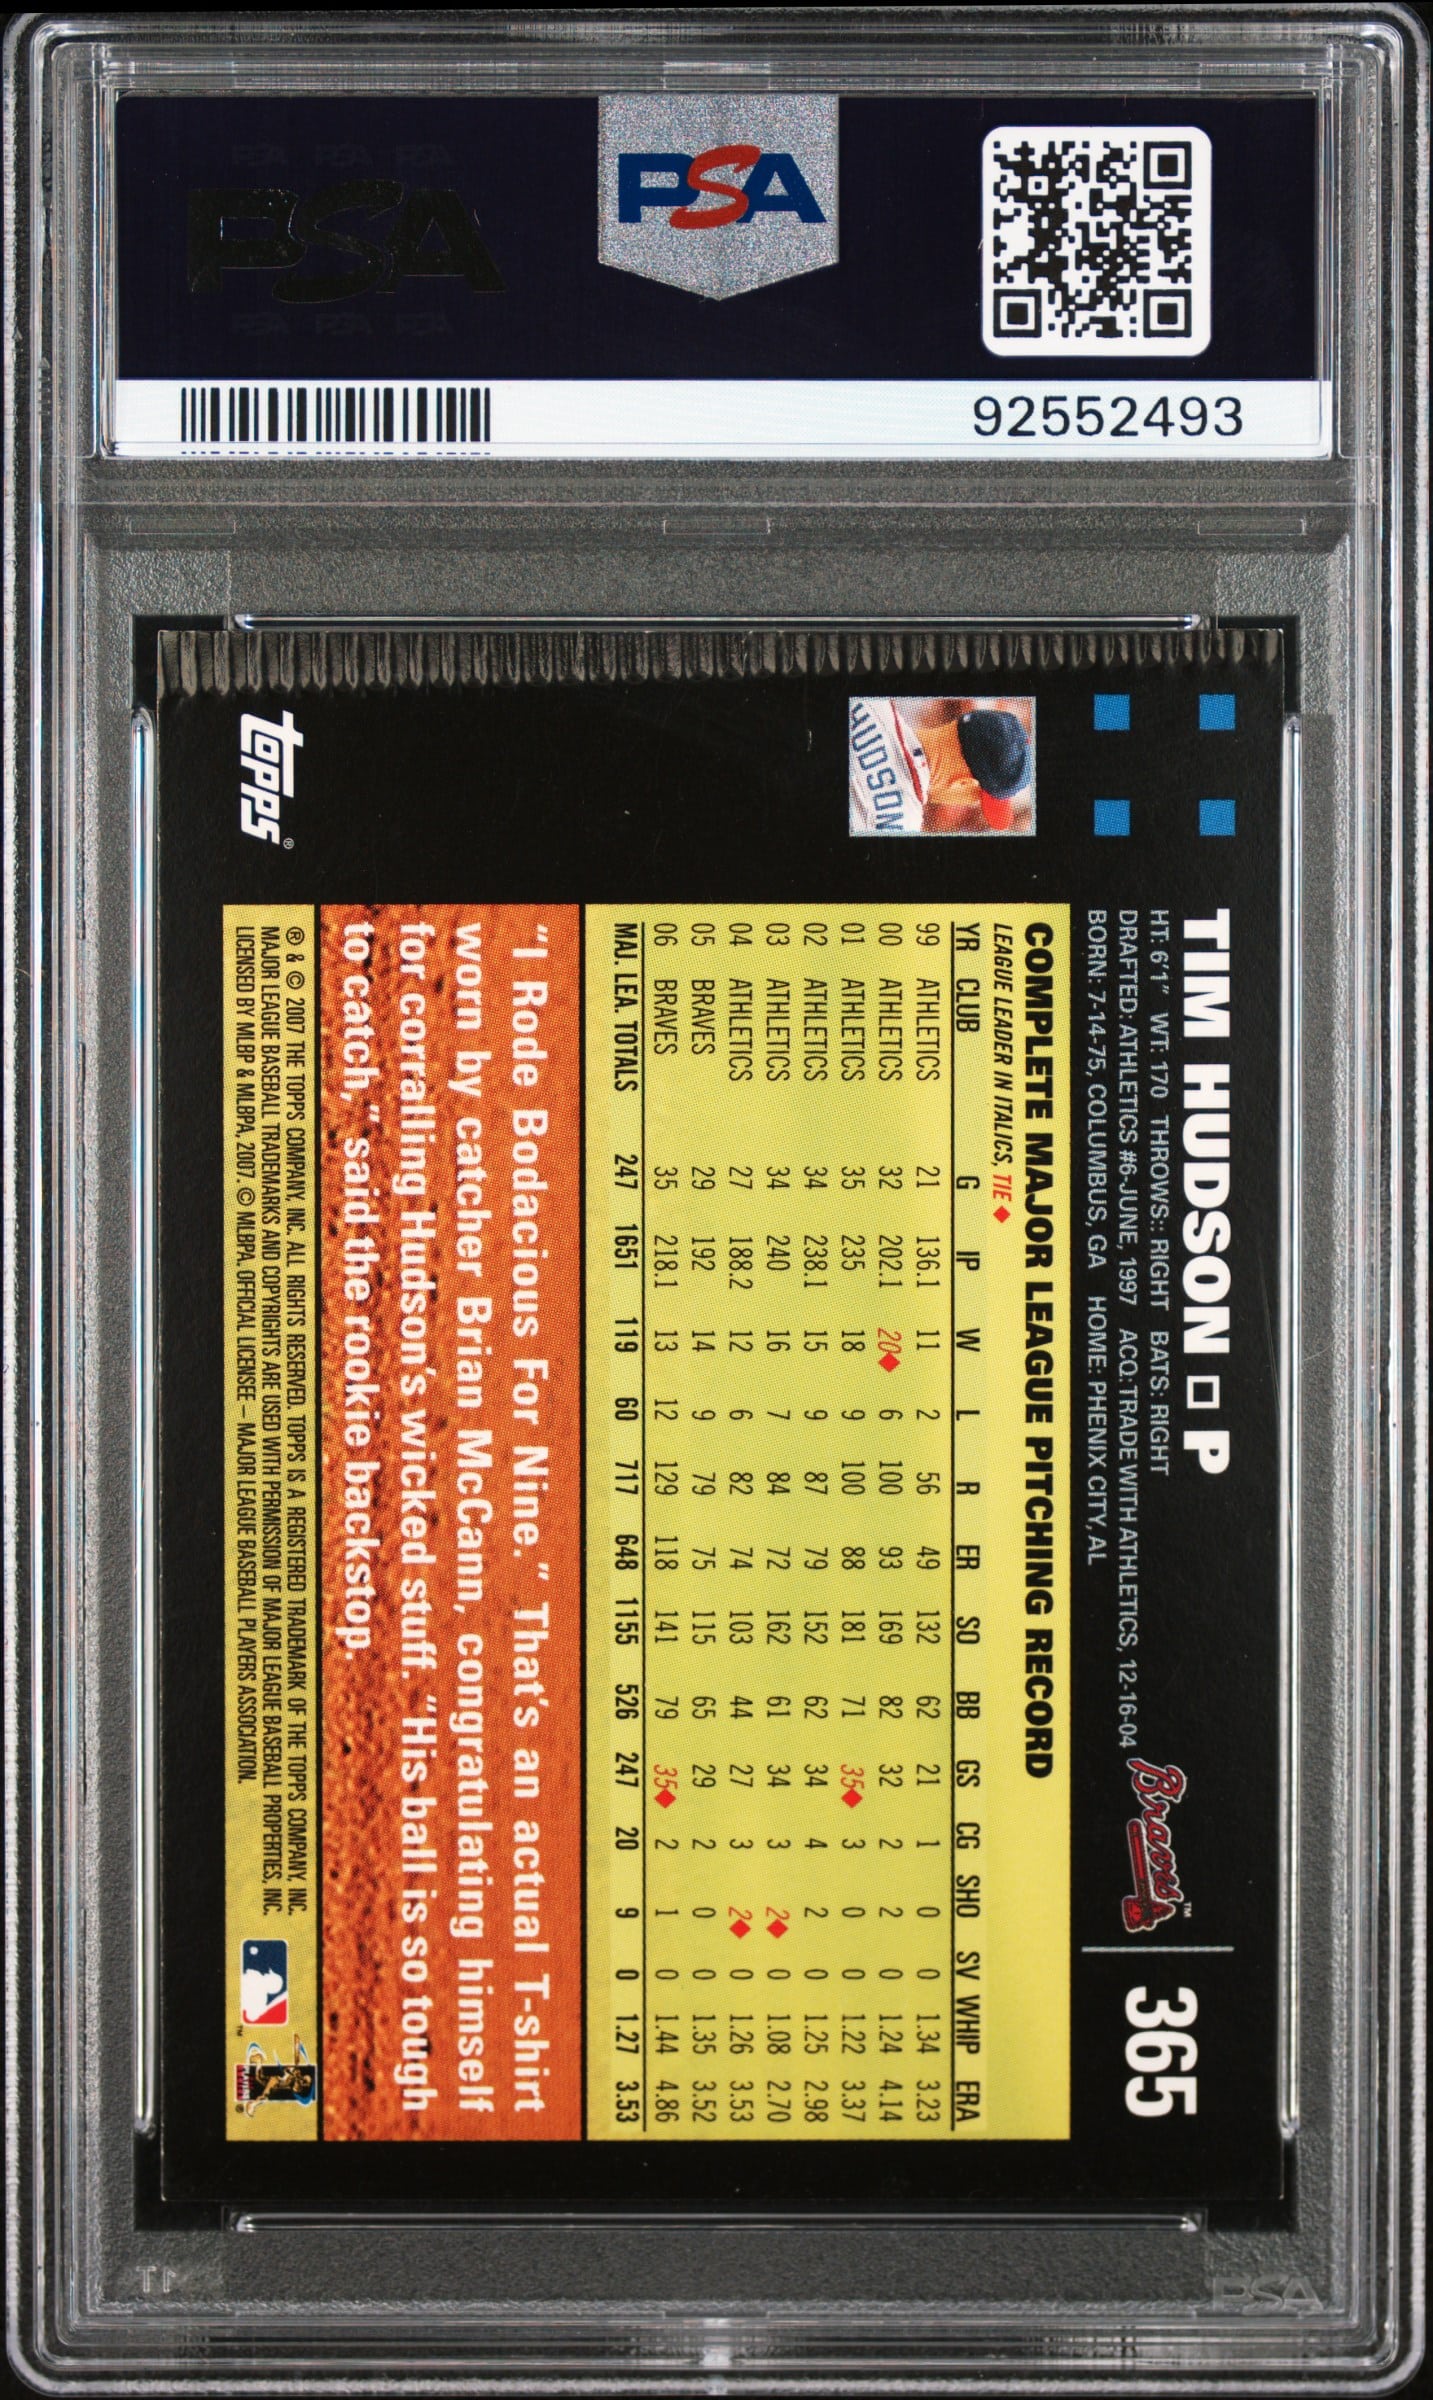 PSA PSA PSA
PSA
PSA PSA PSA
PSA
92552493
TIM HUDSON □ P
HT: 6'1" WT: 170 THROWS:: RIGHT BATS: RIGHT
DRAFTED: ATHLETICS #6-JUNE, 1997 ACQ: TRADE WITH ATHLETICS, 12-16-04
BORN: 7-14-75, COLUMBUS, GA HOME: PHENIX CITY, AL
Braves™
365
HUDSON
COMPLETE MAJOR LEAGUE PITCHING RECORD
LEAGUE LEADER IN ITALICS, TIE ♦
YR CLUB G IP W L R ER SO BB GS CG SHO SV WHIP ERA
99 ATHLETICS 21 136.1 11 2 56 49 132 62 21 1 0 0 1.34 3.23
00 ATHLETICS 32 202.1 20♦ 6 100 93 169 82 32 2 2 0 1.24 4.14
01 ATHLETICS 35 235 18 9 100 88 181 71 35♦ 3 0 0 1.22 3.37
02 ATHLETICS 34 238.1 15 9 87 79 152 62 34 4 2 0 1.25 2.98
03 ATHLETICS 34 240 16 7 84 72 162 61 34 3 2♦ 0 1.08 2.70
04 ATHLETICS 27 188.2 12 6 82 74 103 44 27 3 2♦ 0 1.26 3.53
05 BRAVES 29 192 14 9 79 75 115 65 29 2 0 0 1.35 3.52
06 BRAVES 35 218.1 13 12 129 118 141 79 35♦ 2 1 0 1.44 4.86
MAJ. LEA. TOTALS 247 1651 119 60 717 648 1155 526 247 20 9 0 1.27 3.53
"I Rode Bodacious For Nine." That's an actual T-shirt
worn by catcher Brian McCann, congratulating himself
for corralling Hudson's wicked stuff. "His ball is so tough
to catch," said the rookie backstop.
® & © 2007 THE TOPPS COMPANY, INC. ALL RIGHTS RESERVED. TOPPS IS A REGISTERED TRADEMARK OF THE TOPPS COMPANY, INC.
MAJOR LEAGUE BASEBALL TRADEMARKS AND COPYRIGHTS ARE USED WITH PERMISSION OF MAJOR LEAGUE BASEBALL PROPERTIES, INC.
LICENSED BY MLBP & MLBPA, 2007. © MLBPA. OFFICIAL LICENSEE – MAJOR LEAGUE BASEBALL PLAYERS ASSOCIATION.
topps®
PSA